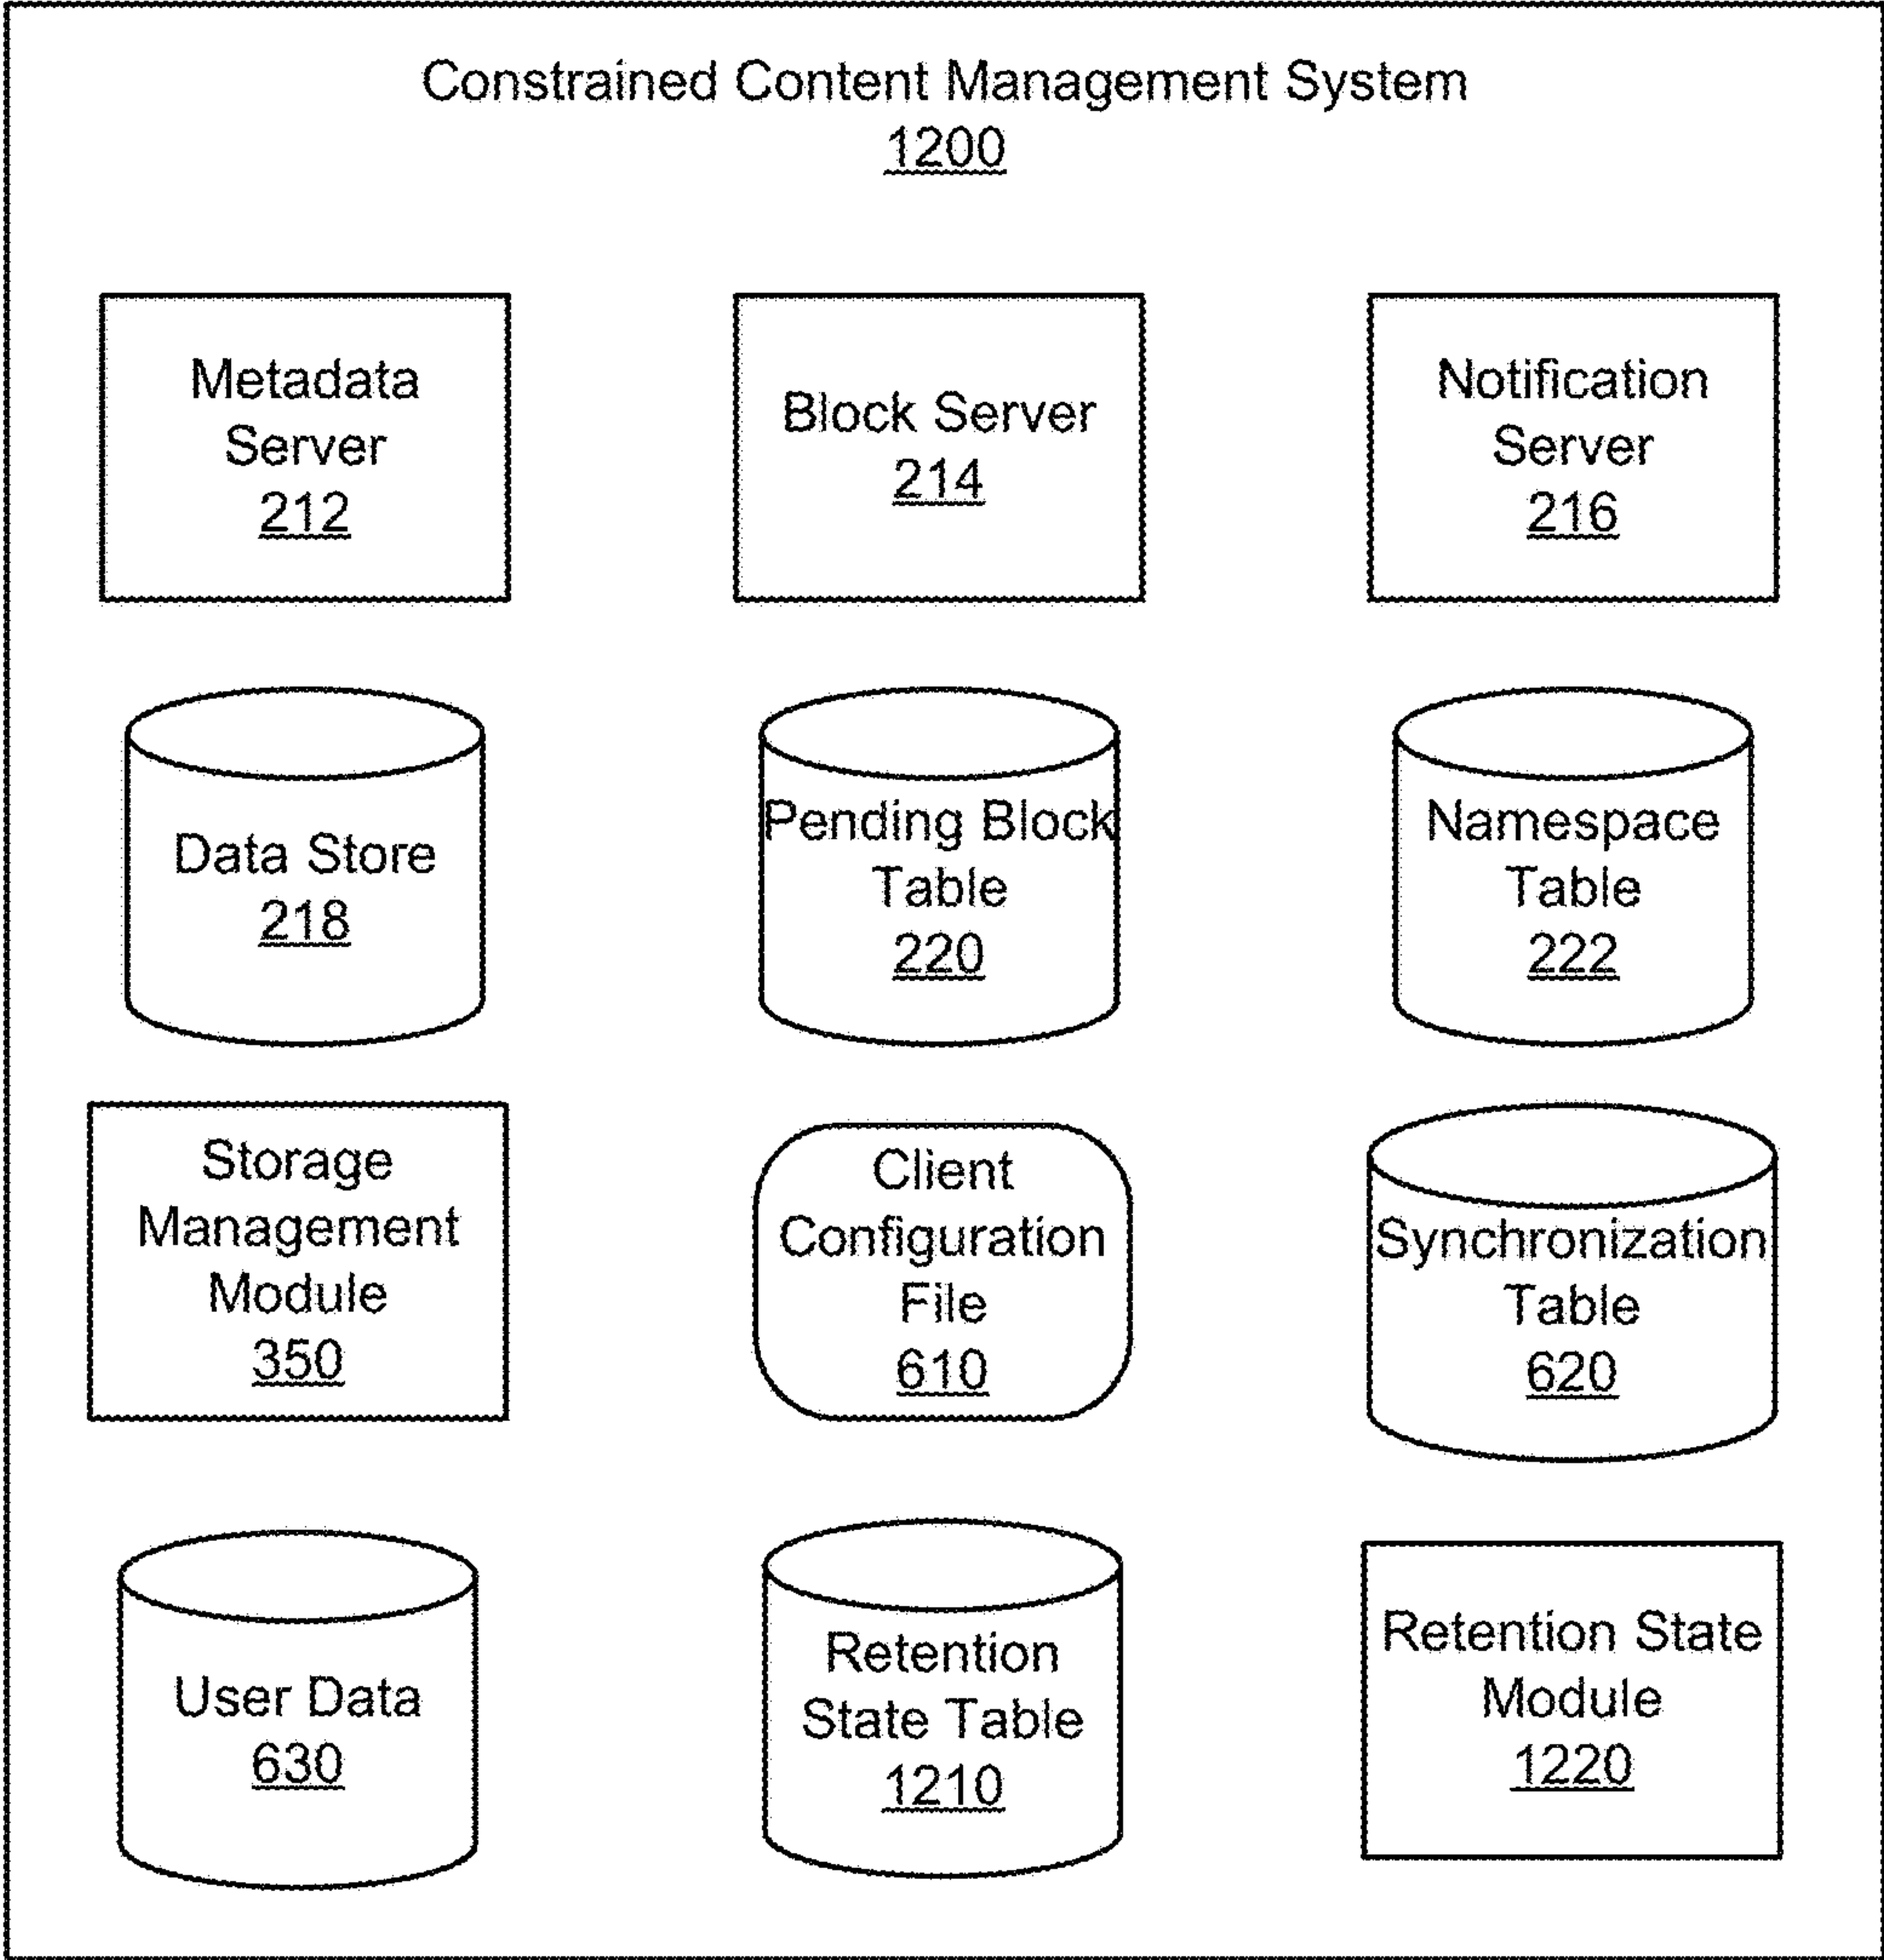 Constrained Content Management System
1200
Metadata
Server
212
Block Server
214
Notification
Server
216
Data Store
218
Pending Block
Table
220
Namespace
Table
222
Storage
Management
Module
350
Client
Configuration
File
610
Synchronization
Table
620
User Data
630
Retention
State Table
1210
Retention State
Module
1220